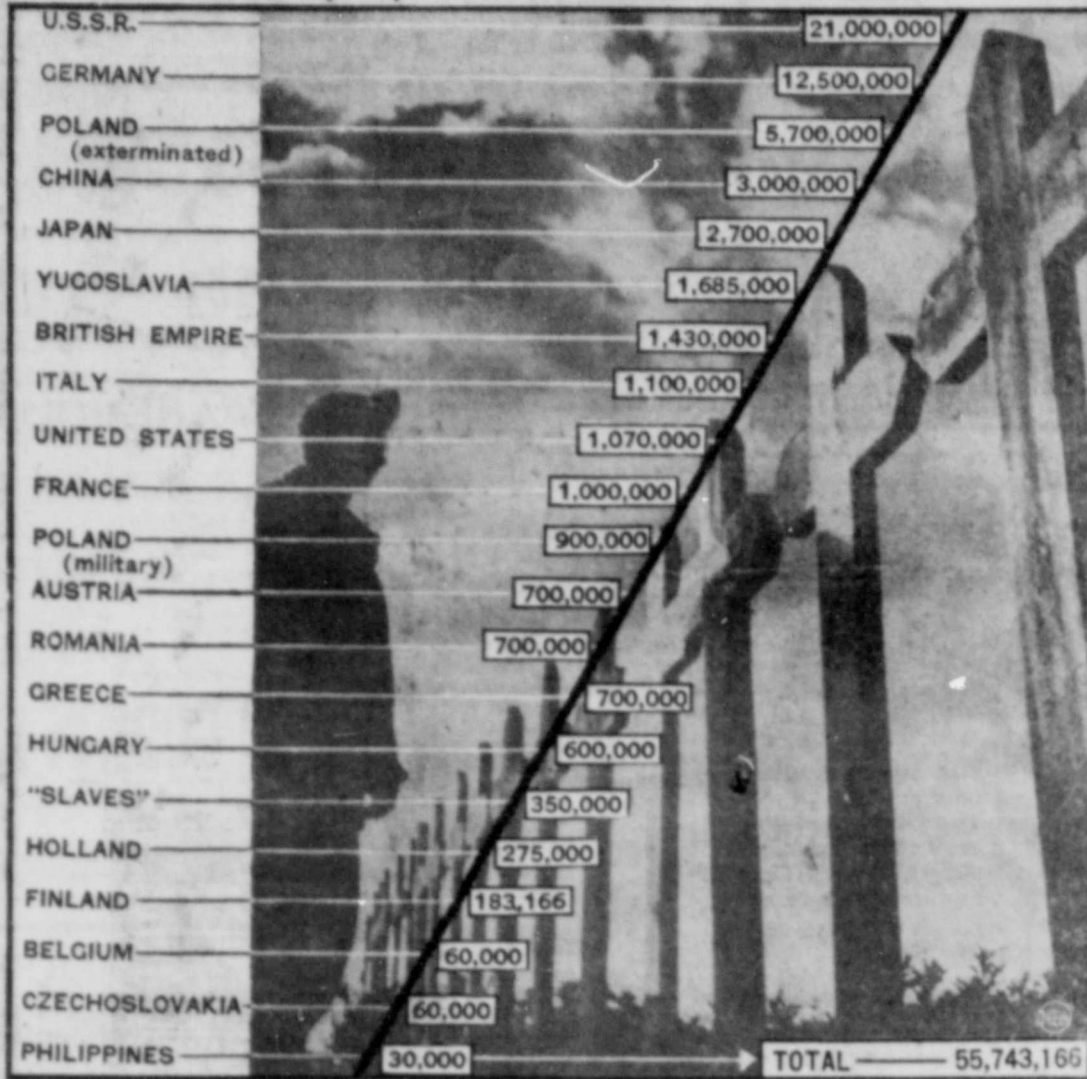 U.S.S.R. 21,000,000
GERMANY 12,500,000
POLAND 5,700,000
(exterminated)
CHINA 3,000,000
JAPAN 2,700,000
YUGOSLAVIA 1,685,000
BRITISH EMPIRE 1,430,000
ITALY 1,100,000
UNITED STATES 1,070,000
FRANCE 1,000,000
POLAND 900,000
(military)
AUSTRIA 700,000
ROMANIA 700,000
GREECE 700,000
HUNGARY 600,000
"SLAVES" 350,000
HOLLAND 275,000
FINLAND 183,166
BELGIUM 60,000
CZECHOSLOVAKIA 60,000
PHILIPPINES 30,000 TOTAL 55,743,166